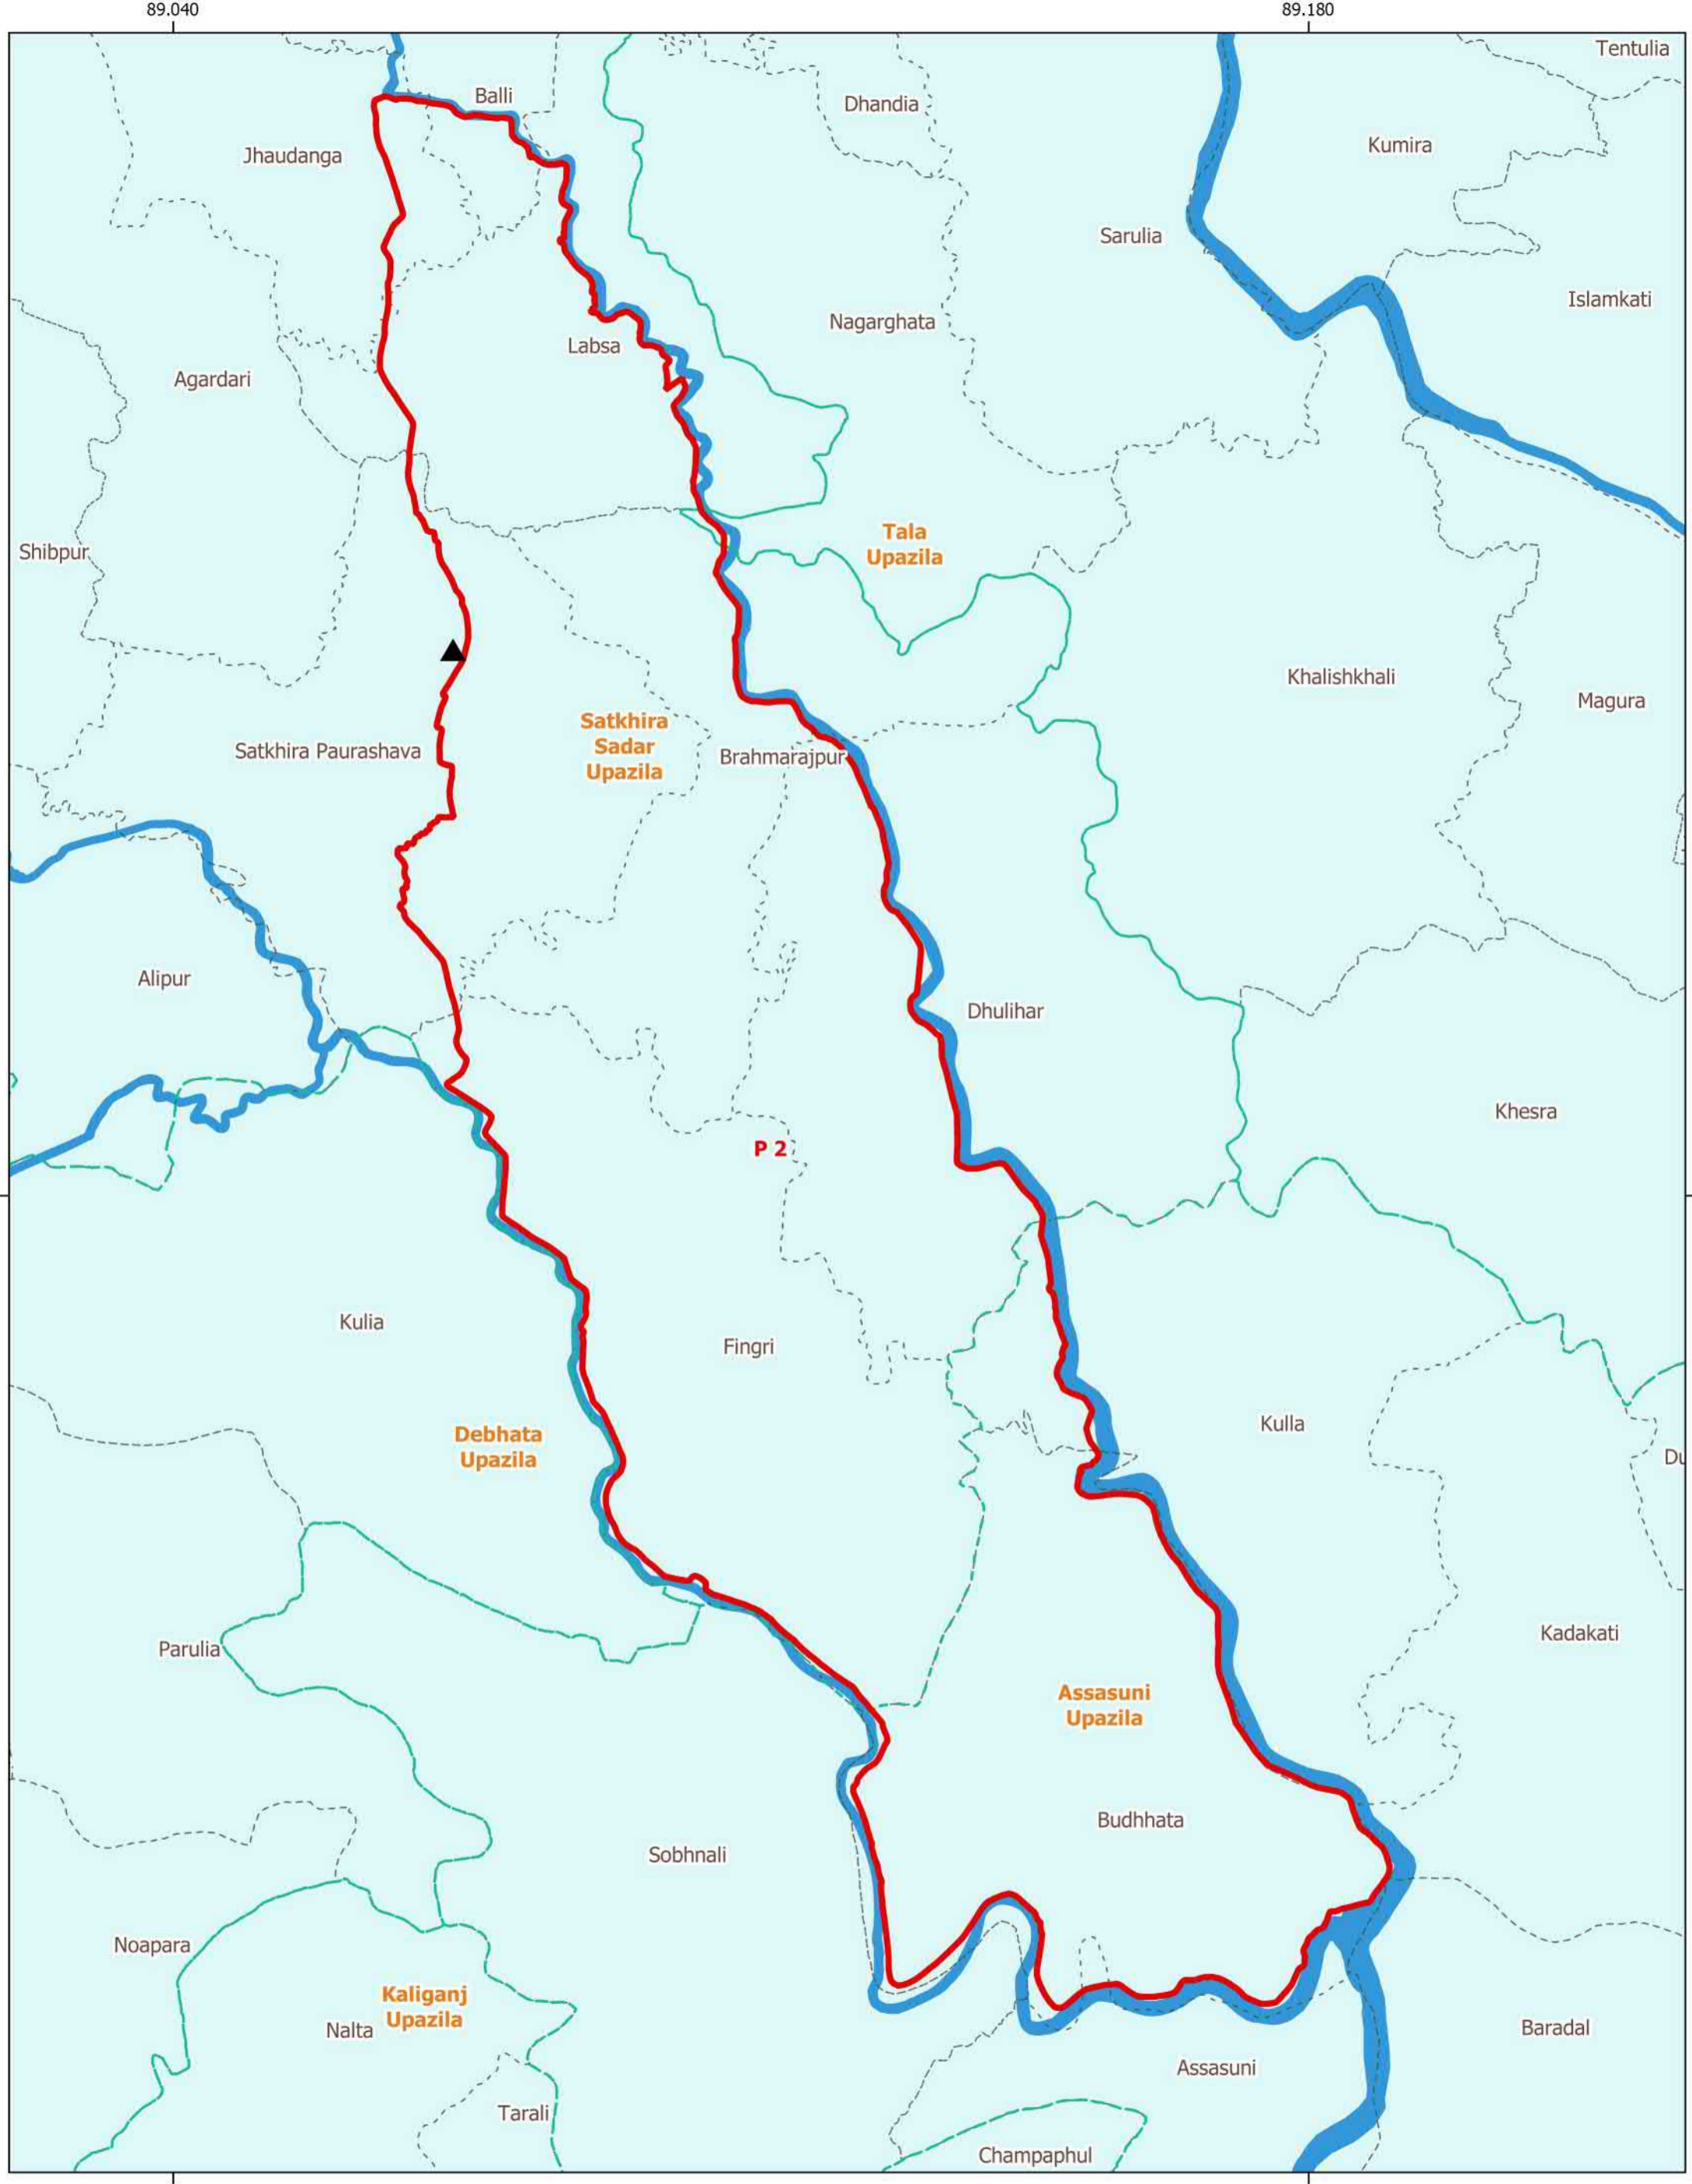 89.040
89.180
Tentulia
Balli
Dhandia
Kumira
Jhaudanga
Sarulia
Islamkati
Nagarghata
Labsa
Agardari
Tala
Upazila
Shibpur
Khalishkhali
Magura
Satkhira
Sadar
Upazila
Satkhira Paurashava
Brahmarajpur
Alipur
Dhulihar
Khesra
P 2
Kulia
Fingri
Kulla
Debhata
Upazila
Du
Kadakati
Parulia
Assasuni
Upazila
Budhhata
Sobhnali
Noapara
Kaliganj
Upazila
Nalta
Baradal
Assasuni
Tarali
Champaphul